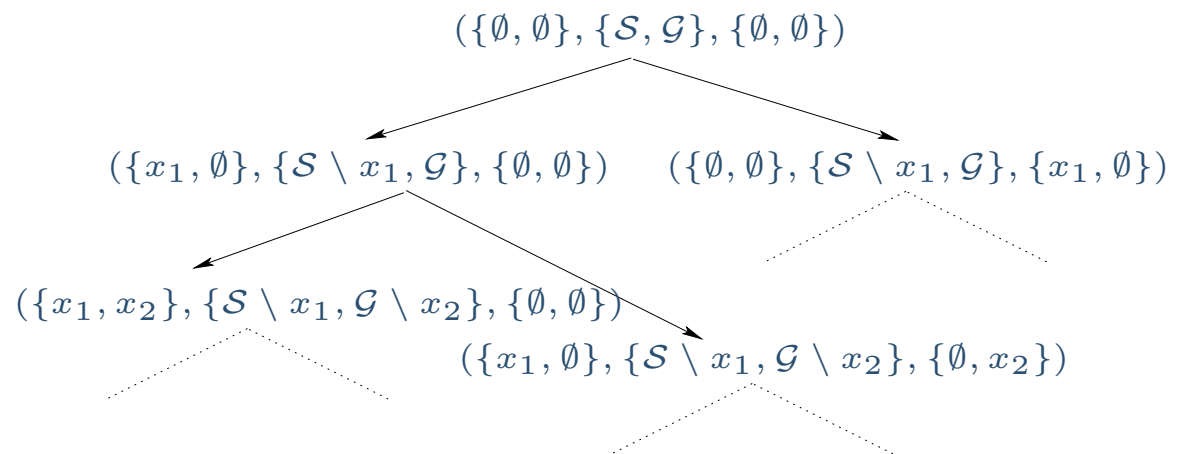 ({∅, ∅}, {𝒮, 𝒢}, {∅, ∅})
({x₁, ∅}, {𝒮 \ x₁, 𝒢}, {∅, ∅})
({∅, ∅}, {𝒮 \ x₁, 𝒢}, {x₁, ∅})
({x₁, x₂}, {𝒮 \ x₁, 𝒢 \ x₂}, {∅, ∅})
({x₁, ∅}, {𝒮 \ x₁, 𝒢 \ x₂}, {∅, x₂})